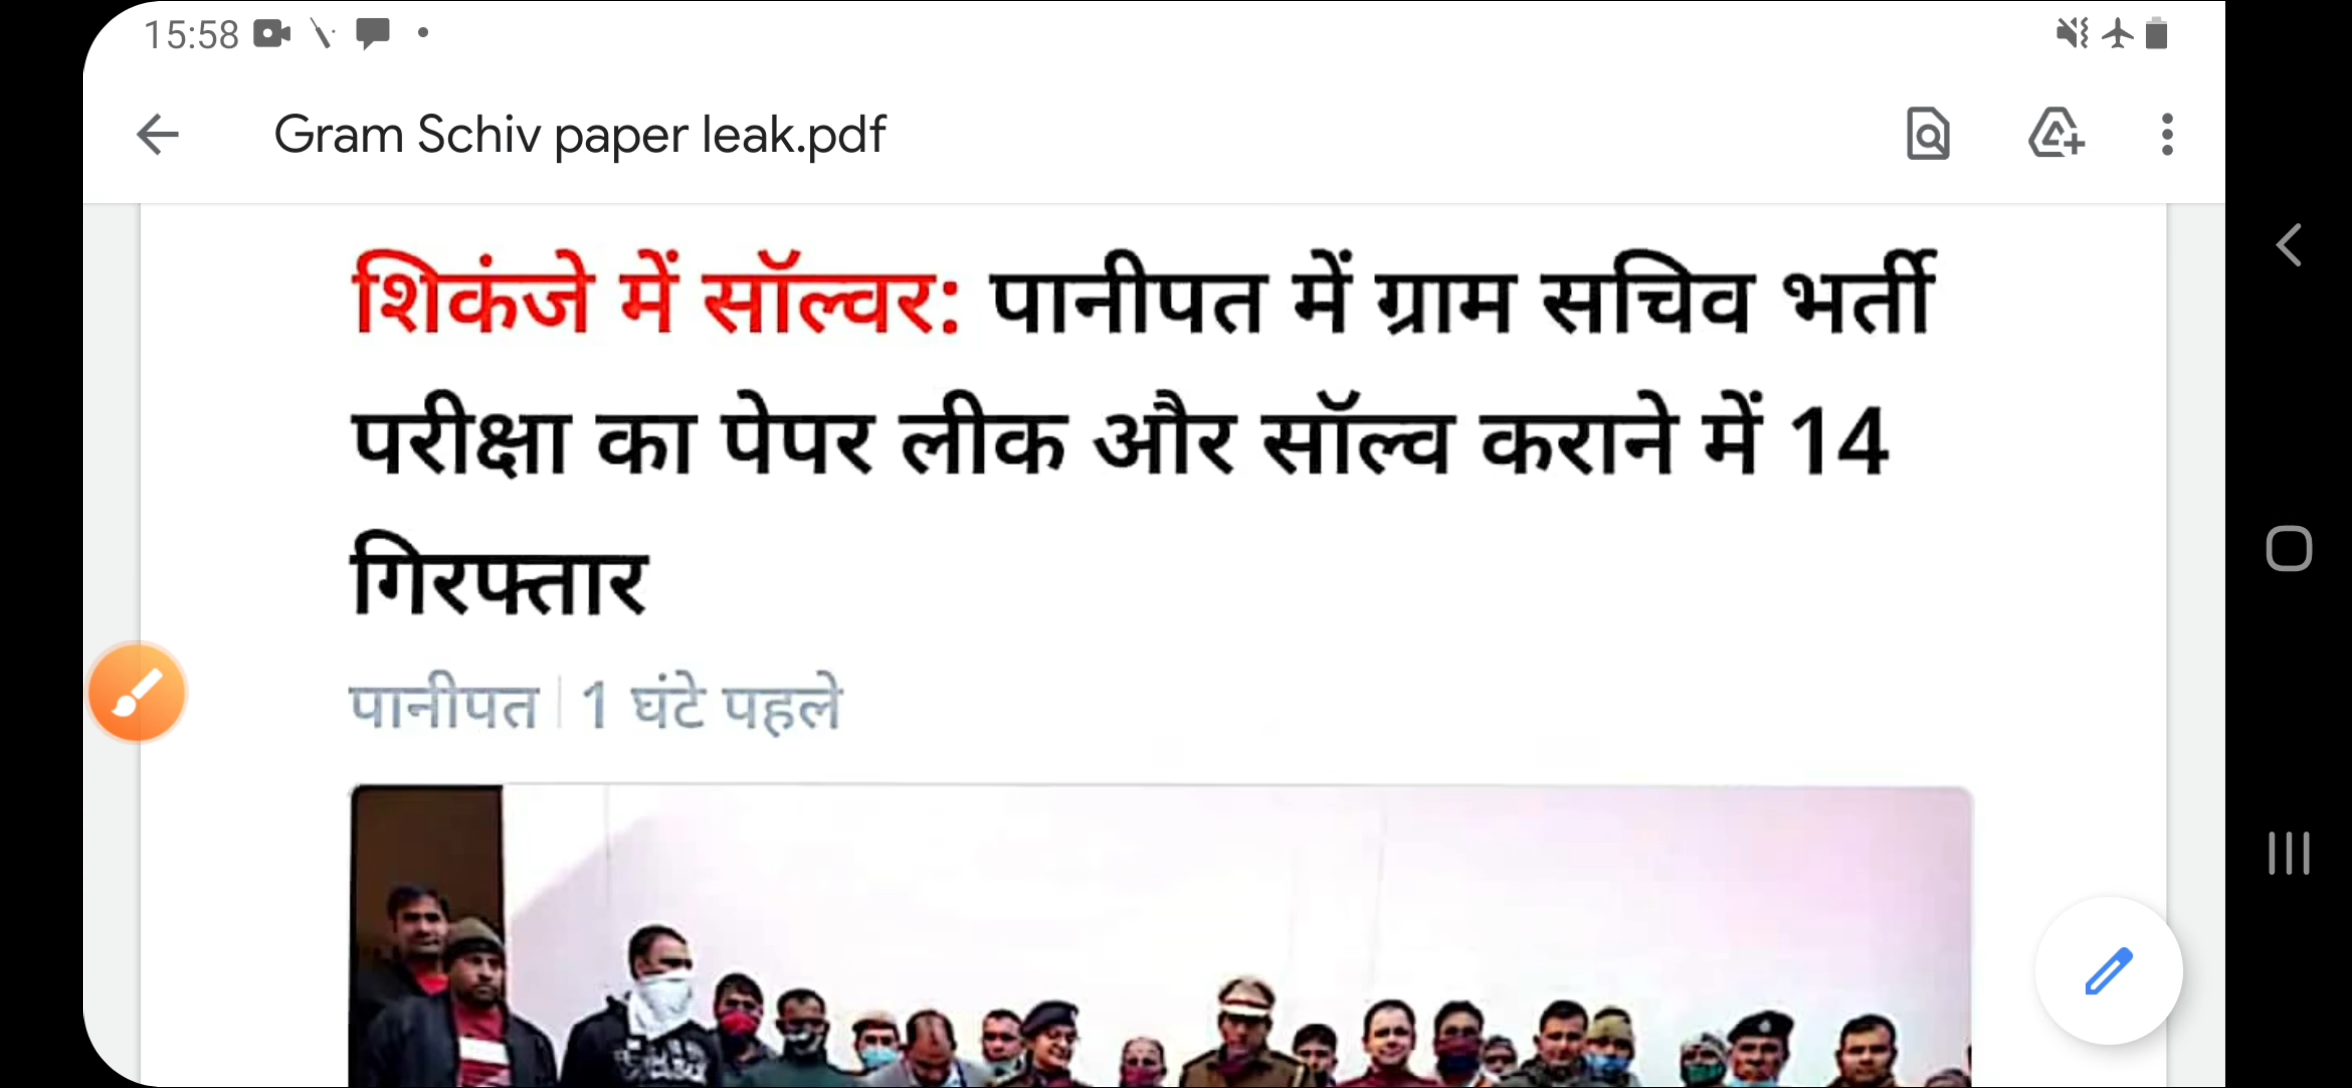 15:58
Gram Schiv paper leak.pdf
शिकंजे में सॉल्वर: पानीपत में ग्राम सचिव भर्ती
परीक्षा का पेपर लीक और सॉल्व कराने में 14
गिरफ्तार
पानीपत | 1 घंटे पहले